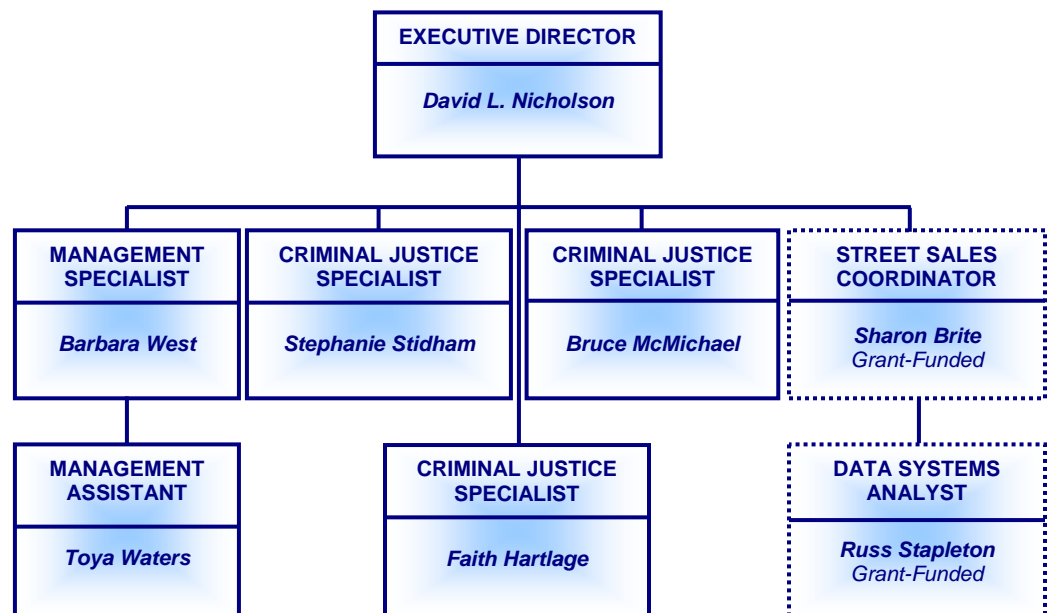 EXECUTIVE DIRECTOR
David L. Nicholson
MANAGEMENT
SPECIALIST
Barbara West
CRIMINAL JUSTICE
SPECIALIST
Stephanie Stidham
CRIMINAL JUSTICE
SPECIALIST
Bruce McMichael
STREET SALES
COORDINATOR
Sharon Brite
Grant-Funded
MANAGEMENT
ASSISTANT
Toya Waters
CRIMINAL JUSTICE
SPECIALIST
Faith Hartlage
DATA SYSTEMS
ANALYST
Russ Stapleton
Grant-Funded